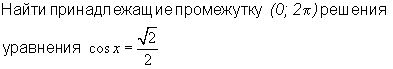 Найти принадлежащие промежутку (0; 2π) решения
уравнения cos x = √2/2